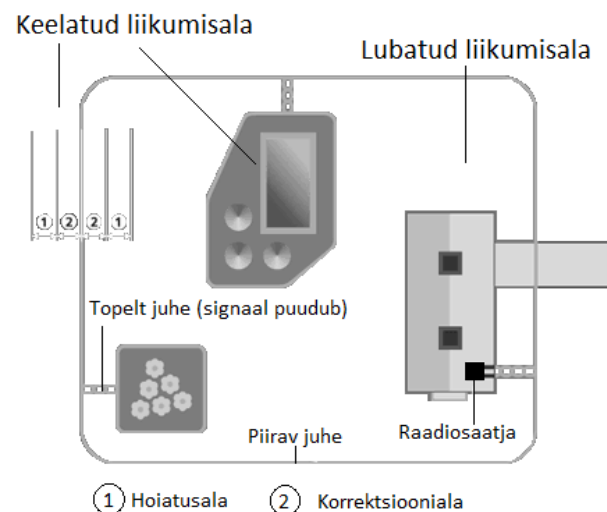 Keelatud liikumisala
Lubatud liikumisala
① ② ② ①
Topelt juhe (signaal puudub)
Piirav juhe
Raadiosaatja
① Hoiatusala ② Korrektsiooniala